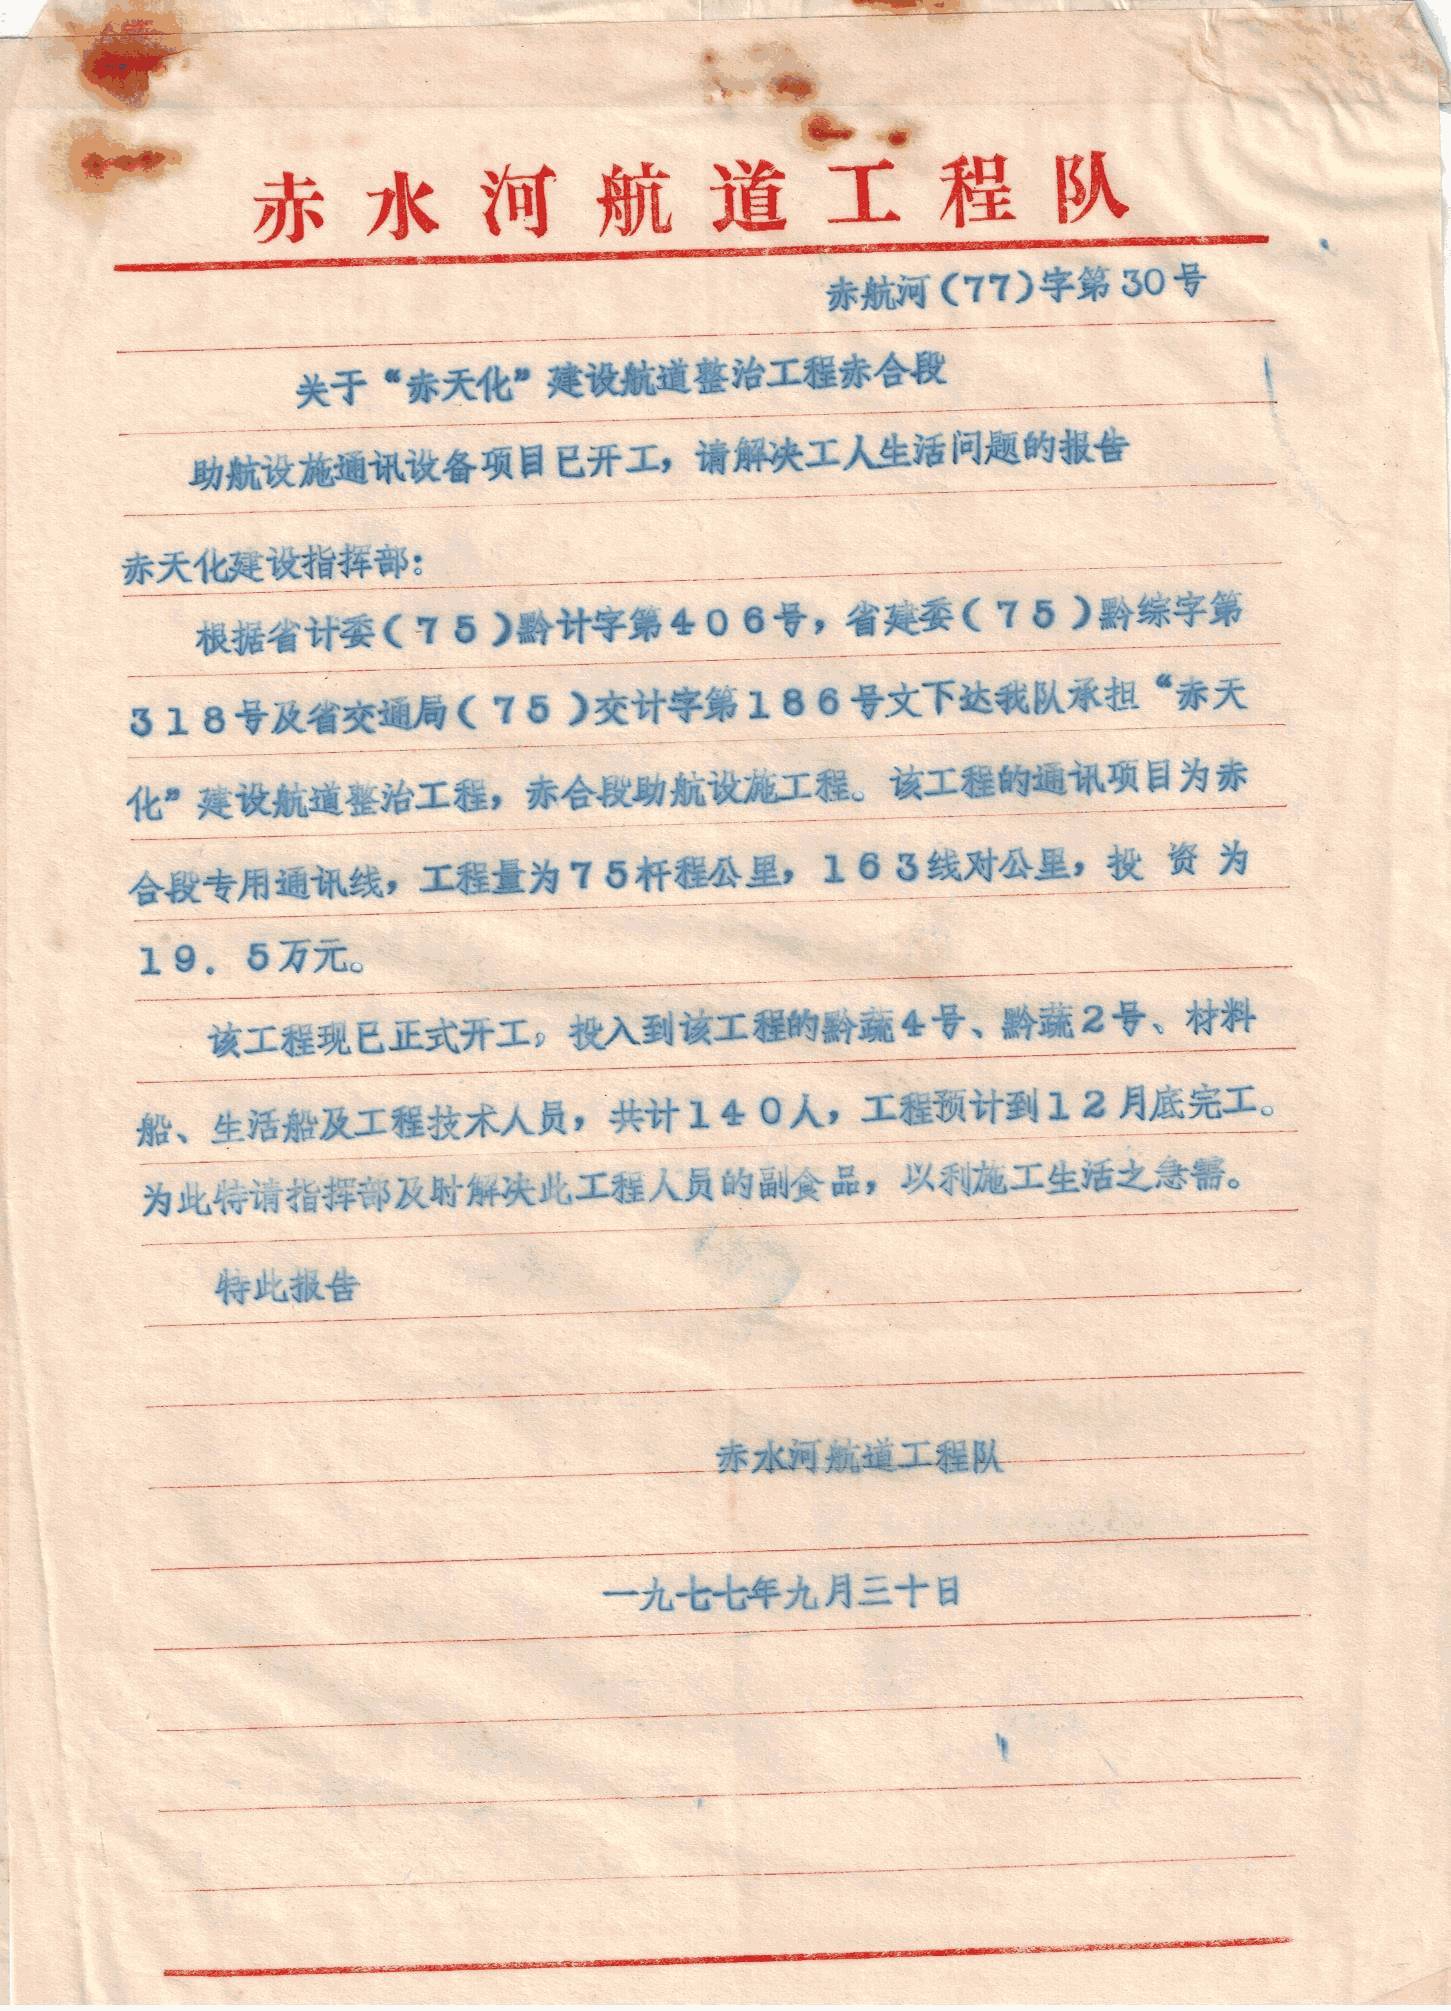 赤水河航道工程队
赤航河(77)字第30号
关于“赤天化”建设航道整治工程赤合段
助航设施通讯设备项目已开工，请解决工人生活问题的报告
赤天化建设指挥部：
根据省计委(75)黔计字第406号，省建委(75)黔综字第
318号及省交通局(75)交计字第186号文下达我队承担“赤天
化”建设航道整治工程，赤合段助航设施工程。该工程的通讯项目为赤
合段专用通讯线，工程量为75杆程公里，163线对公里，投资为
19.5万元。
该工程现已正式开工，投入到该工程的黔疏4号、黔疏2号、材料
船、生活船及工程技术人员，共计140人，工程预计到12月底完工。
为此特请指挥部及时解决此工程人员的副食品，以利施工生活之急需。
特此报告
赤水河航道工程队
一九七七年九月三十日